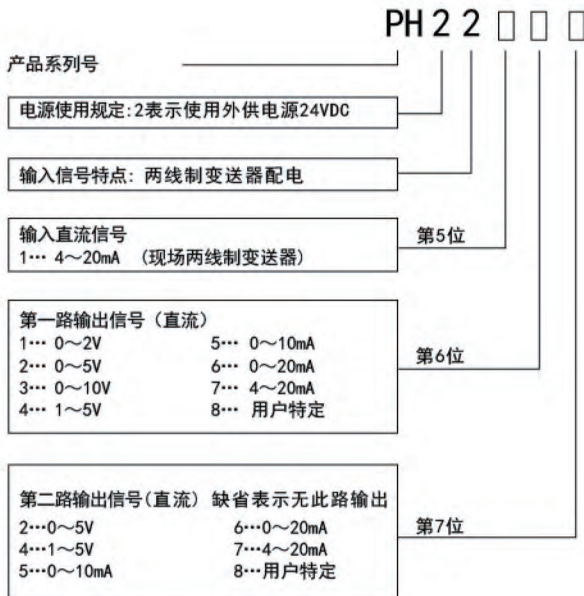 PH22□□□
产品系列号
电源使用规定:2表示使用外供电源24VDC
输入信号特点: 两线制变送器配电
输入直流信号
1… 4～20mA (现场两线制变送器)
第5位
第一路输出信号 (直流)
1… 0～2V 5… 0～10mA
2… 0～5V 6… 0～20mA
3… 0～10V 7… 4～20mA
4… 1～5V 8… 用户特定
第6位
第二路输出信号(直流) 缺省表示无此路输出
2…0～5V 6…0～20mA
4…1～5V 7…4～20mA
5…0～10mA 8…用户特定
第7位